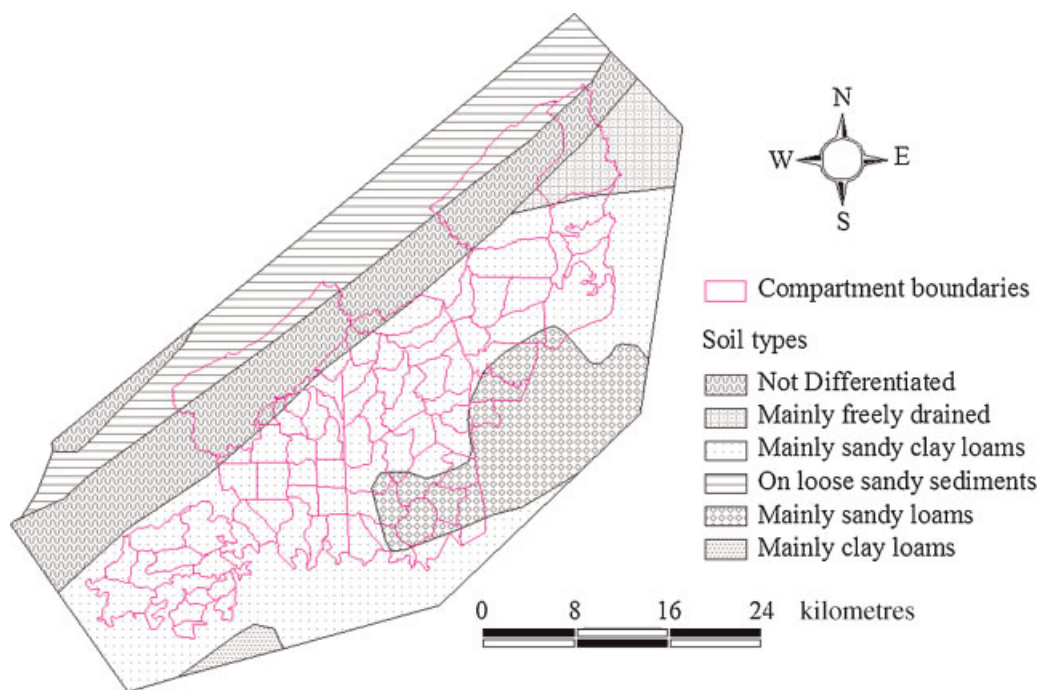 N
W E
S
Compartment boundaries
Soil types
Not Differentiated
Mainly freely drained
Mainly sandy clay loams
On loose sandy sediments
Mainly sandy loams
Mainly clay loams
0 8 16 24 kilometres